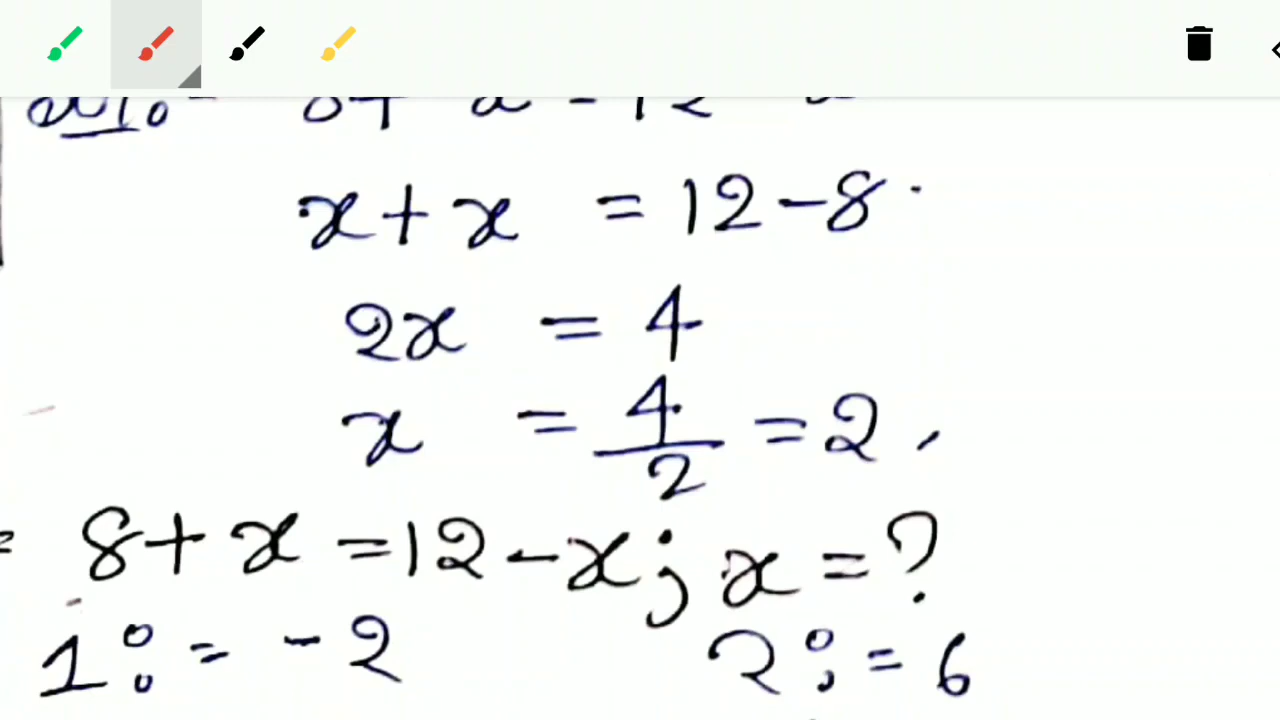 x+x = 12-8
2x = 4
x = 4/2 = 2
= 8+x = 12-x; x = ?
1:= -2 2;= 6